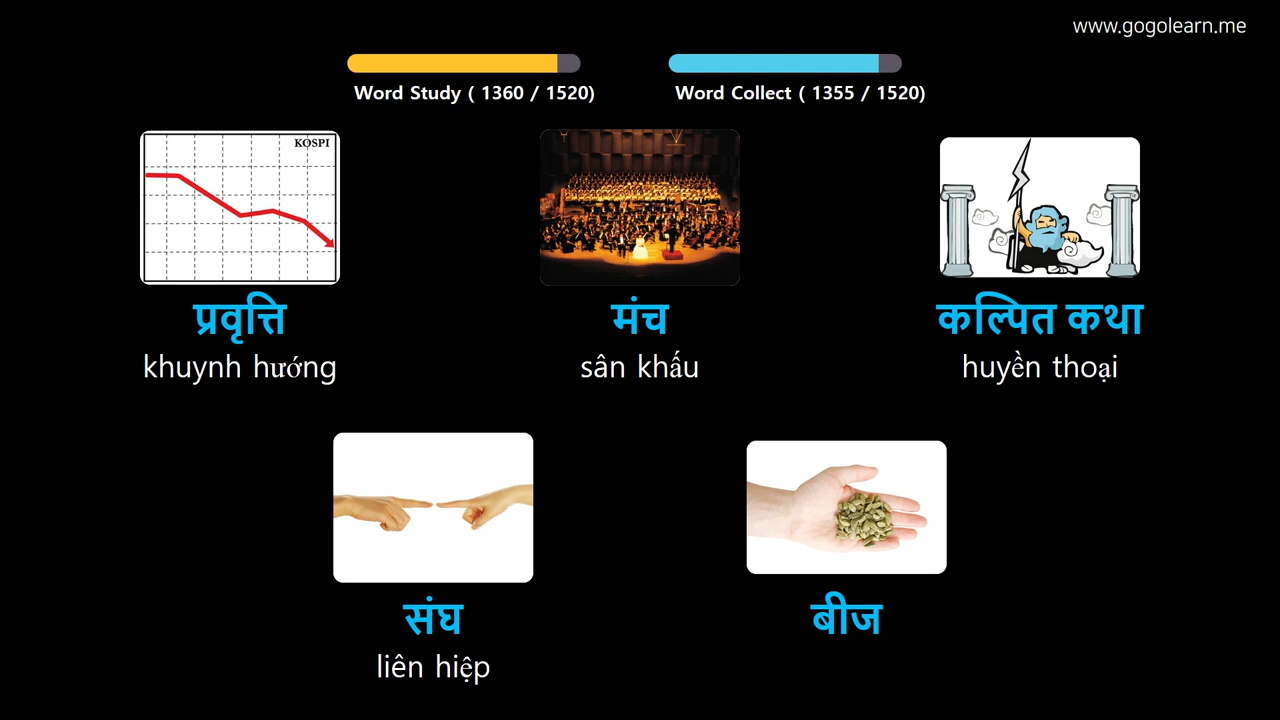 www.gogolearn.me
Word Study ( 1360 / 1520)
Word Collect ( 1355 / 1520)
KOSPI
प्रवृत्ति
khuynh hướng
मंच
sân khấu
कल्पित कथा
huyền thoại
संघ
liên hiệp
बीज